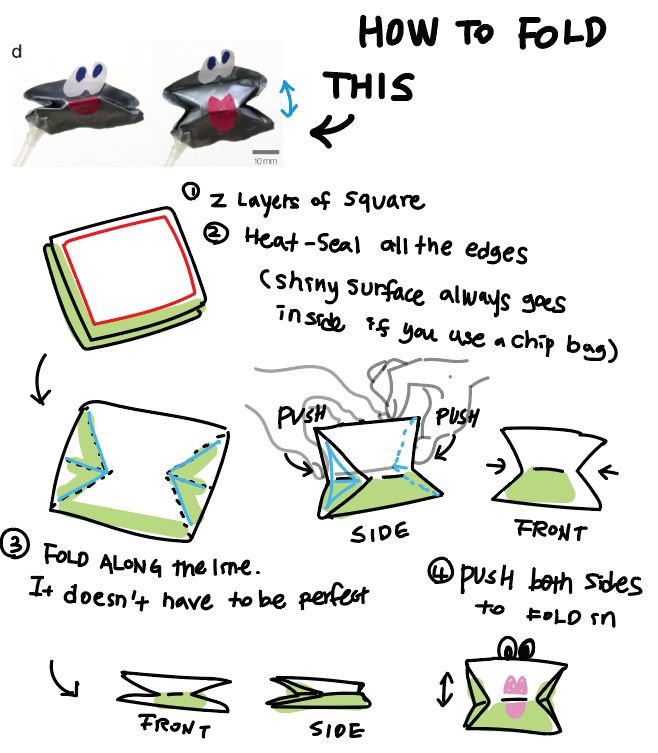 HOW TO FOLD
THIS
d
10 mm
① 2 Layers of square
② Heat-Seal all the edges
(shiny surface always goes
inside if you use a chip bag)
PUSH
PUSH
SIDE
FRONT
③ FOLD ALONG the line.
It doesn't have to be perfect
④ PUSH both sides
to FOLD in
FRONT
SIDE